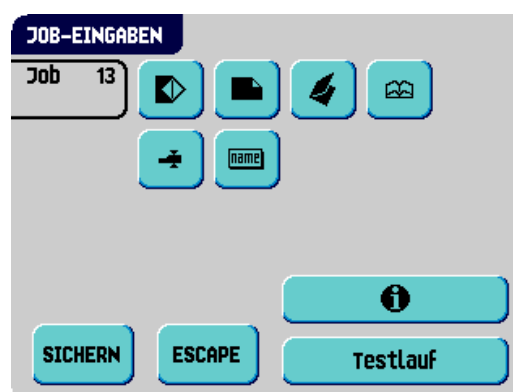 JOB-EINGABEN
Job 13
name
SICHERN
ESCAPE
Testlauf